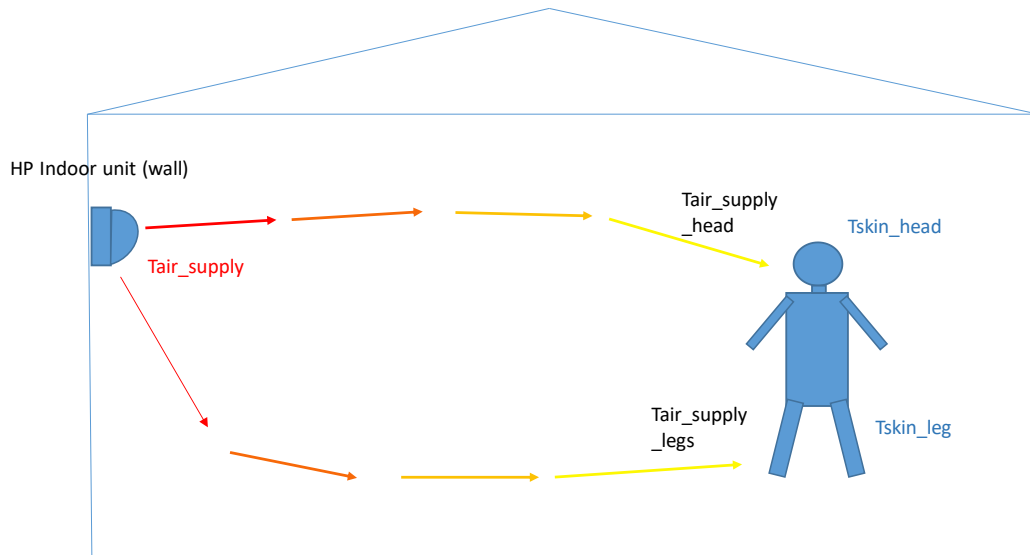 HP Indoor unit (wall)
Tair_supply
Tair_supply
_head
Tskin_head
Tair_supply
_legs
Tskin_leg